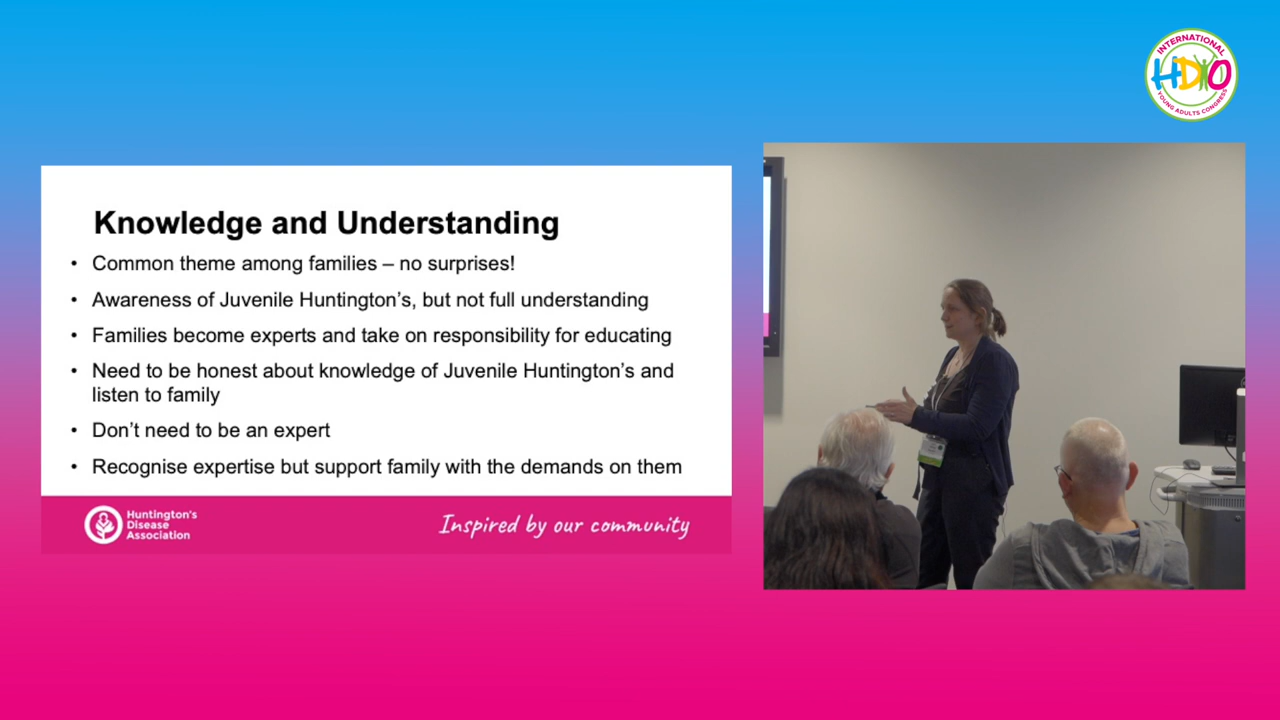 INTERNATIONAL
HDYO
YOUNG ADULTS CONGRESS
Knowledge and Understanding
• Common theme among families – no surprises!
• Awareness of Juvenile Huntington's, but not full understanding
• Families become experts and take on responsibility for educating
• Need to be honest about knowledge of Juvenile Huntington's and
listen to family
• Don't need to be an expert
• Recognise expertise but support family with the demands on them
Huntington's
Disease
Association
Inspired by our community